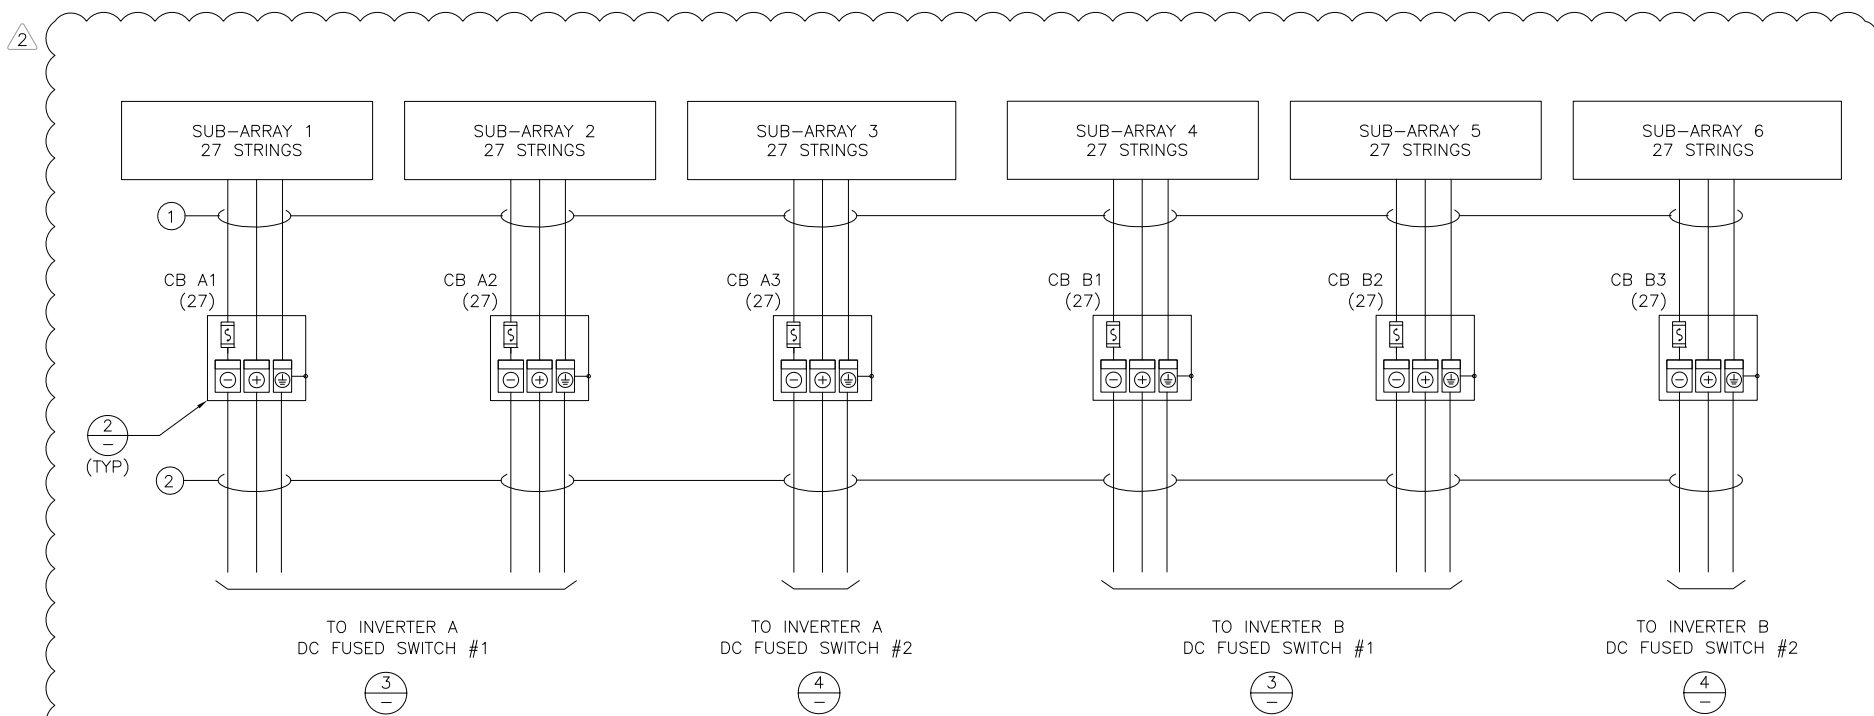 2
SUB-ARRAY 1
27 STRINGS
SUB-ARRAY 2
27 STRINGS
SUB-ARRAY 3
27 STRINGS
SUB-ARRAY 4
27 STRINGS
SUB-ARRAY 5
27 STRINGS
SUB-ARRAY 6
27 STRINGS
1
CB A1
(27)
CB A2
(27)
CB A3
(27)
CB B1
(27)
CB B2
(27)
CB B3
(27)
2
-
(TYP)
2
TO INVERTER A
DC FUSED SWITCH #1
3
-
TO INVERTER A
DC FUSED SWITCH #2
4
-
TO INVERTER B
DC FUSED SWITCH #1
3
-
TO INVERTER B
DC FUSED SWITCH #2
4
-